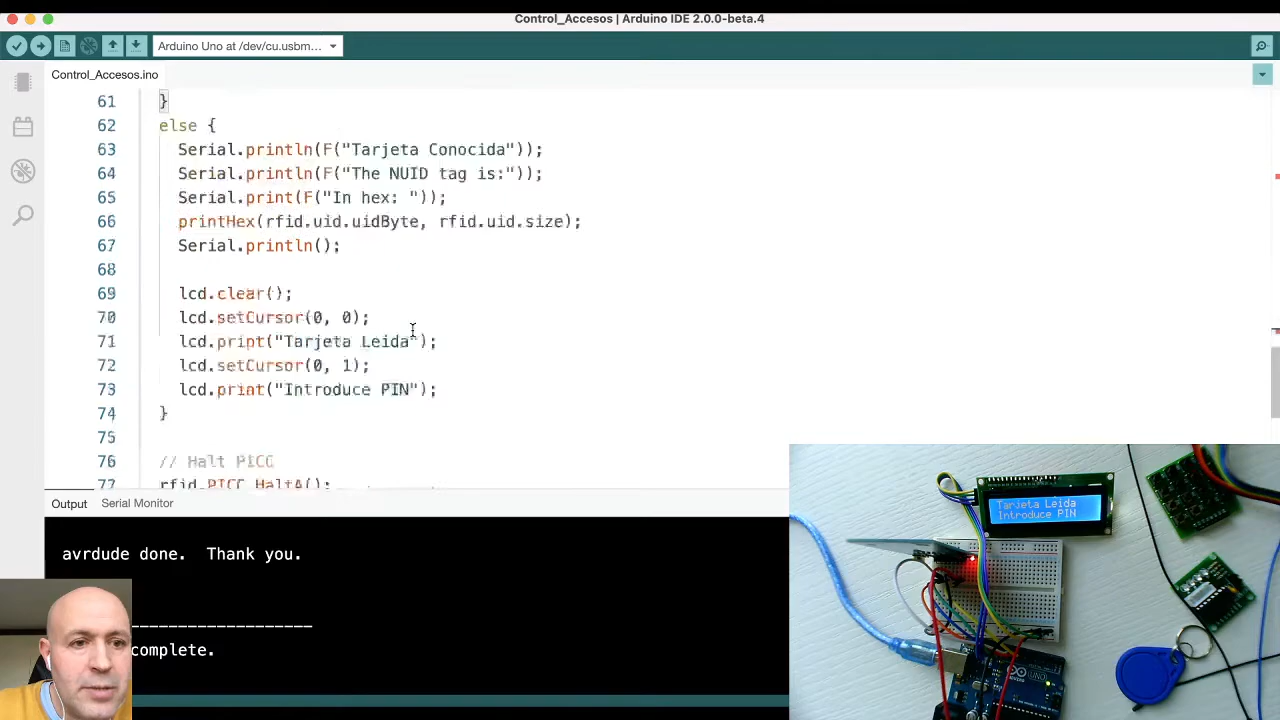 Control_Accesos | Arduino IDE 2.0.0-beta.4
Arduino Uno at /dev/cu.usbm...
Control_Accesos.ino
61 }
62 else {
63 Serial.println(F("Tarjeta Conocida"));
64 Serial.println(F("The NUID tag is:"));
65 Serial.print(F("In hex: "));
66 printHex(rfid.uid.uidByte, rfid.uid.size);
67 Serial.println();
68
69 lcd.clear();
70 lcd.setCursor(0, 0);
71 lcd.print("Tarjeta Leida");
72 lcd.setCursor(0, 1);
73 lcd.print("Introduce PIN");
74 }
75
76 // Halt PICC
77 rfid.PICC_HaltA();
Output Serial Monitor
avrdude done. Thank you.
--------------------
complete.
Tarjeta Leida
Introduce PIN
UNO